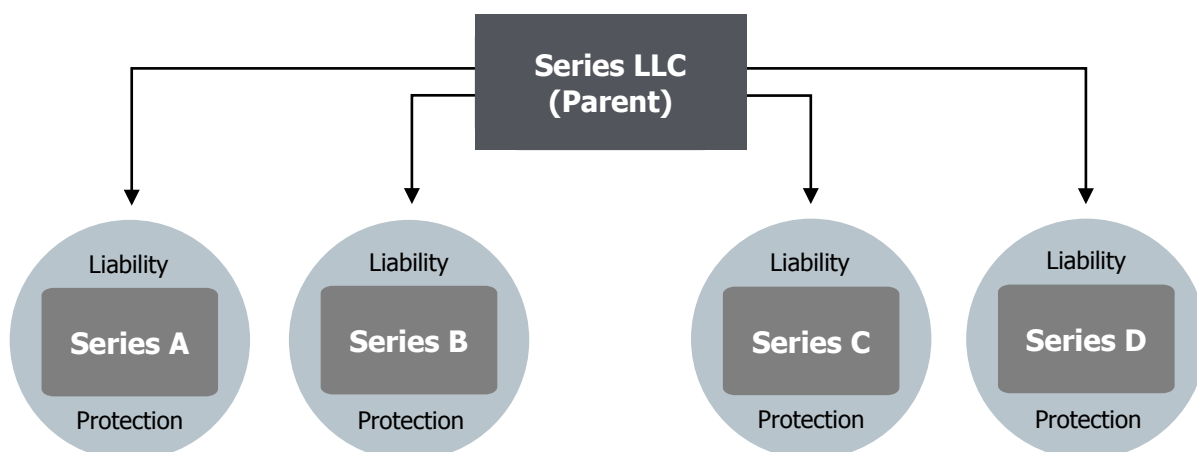 Series LLC
(Parent)
Liability
Series A
Protection
Liability
Series B
Protection
Liability
Series C
Protection
Liability
Series D
Protection